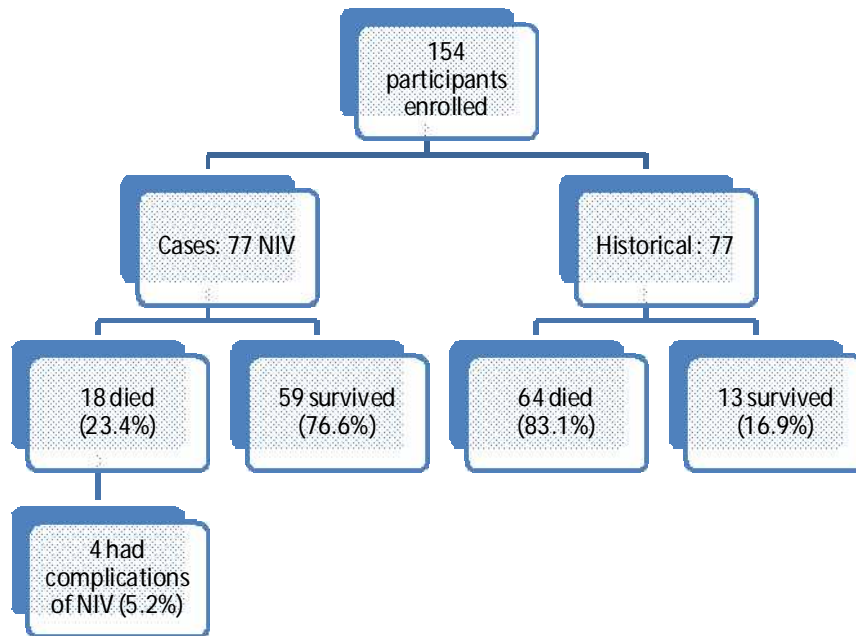 154
participants
enrolled
Cases: 77 NIV
Historical : 77
18 died
(23.4%)
59 survived
(76.6%)
64 died
(83.1%)
13 survived
(16.9%)
4 had
complications
of NIV (5.2%)